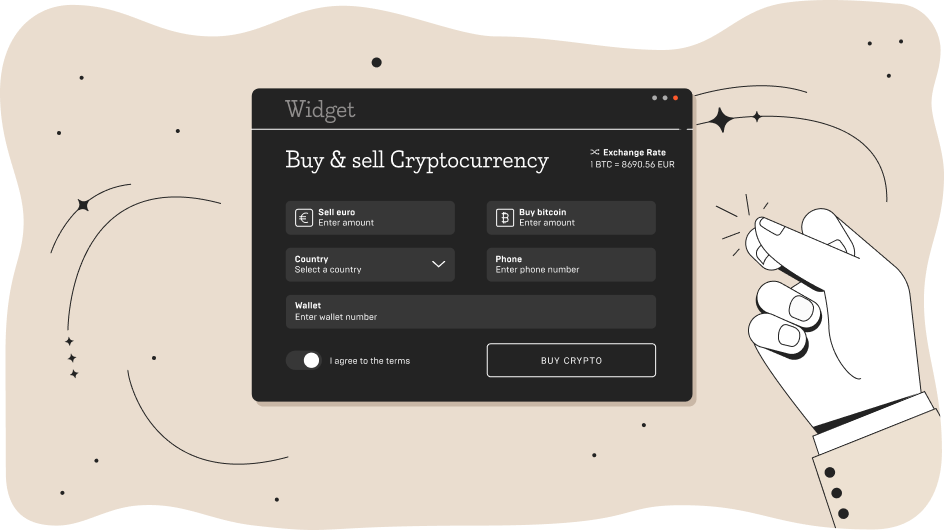 Widget
Buy & sell Cryptocurrency
Exchange Rate
1 BTC = 8690.56 EUR
Sell euro
Enter amount
Buy bitcoin
Enter amount
Country
Select a country
Phone
Enter phone number
Wallet
Enter wallet number
I agree to the terms
BUY CRYPTO